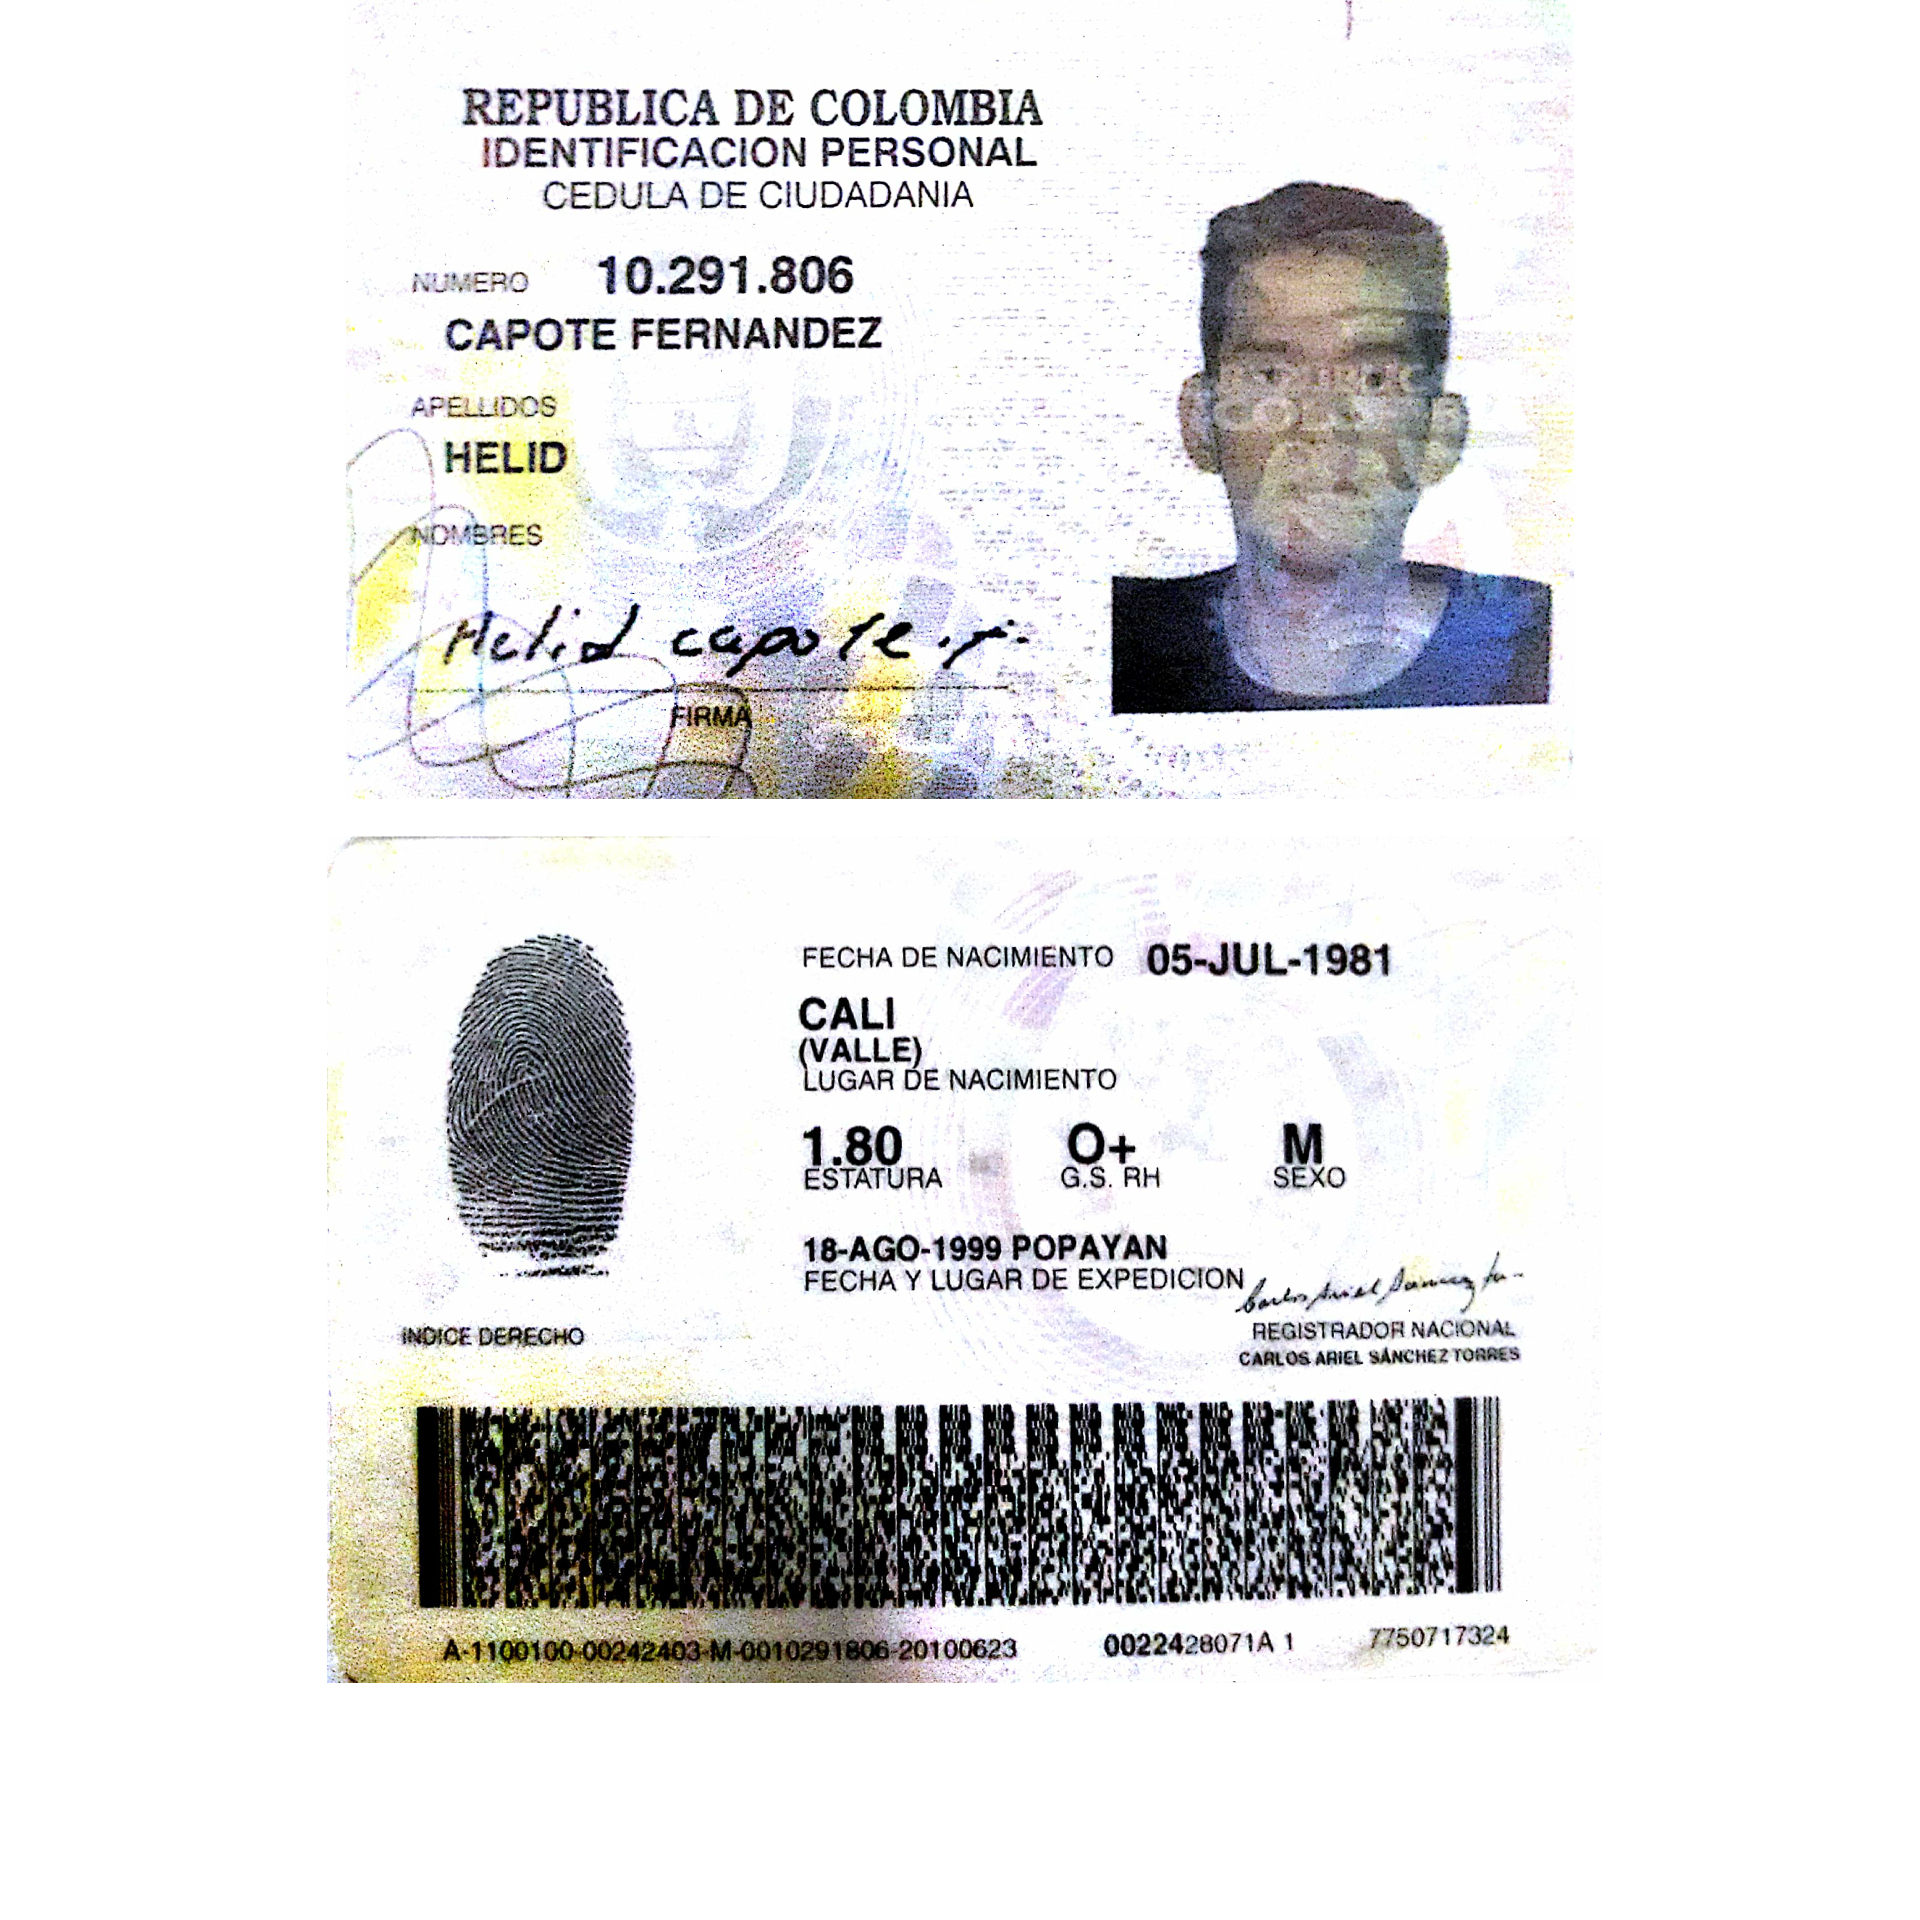 REPUBLICA DE COLOMBIA
IDENTIFICACION PERSONAL
CEDULA DE CIUDADANIA
NUMERO 10.291.806
CAPOTE FERNANDEZ
APELLIDOS
HELID
NOMBRES
Helid capote.f.
FIRMA
FECHA DE NACIMIENTO 05-JUL-1981
CALI
(VALLE)
LUGAR DE NACIMIENTO
1.80 O+ M
ESTATURA G.S. RH SEXO
18-AGO-1999 POPAYAN
FECHA Y LUGAR DE EXPEDICION
INDICE DERECHO
REGISTRADOR NACIONAL
CARLOS ARIEL SÁNCHEZ TORRES
A-1100100-00242403-M-0010291806-20100623 0022428071A 1 7750717324